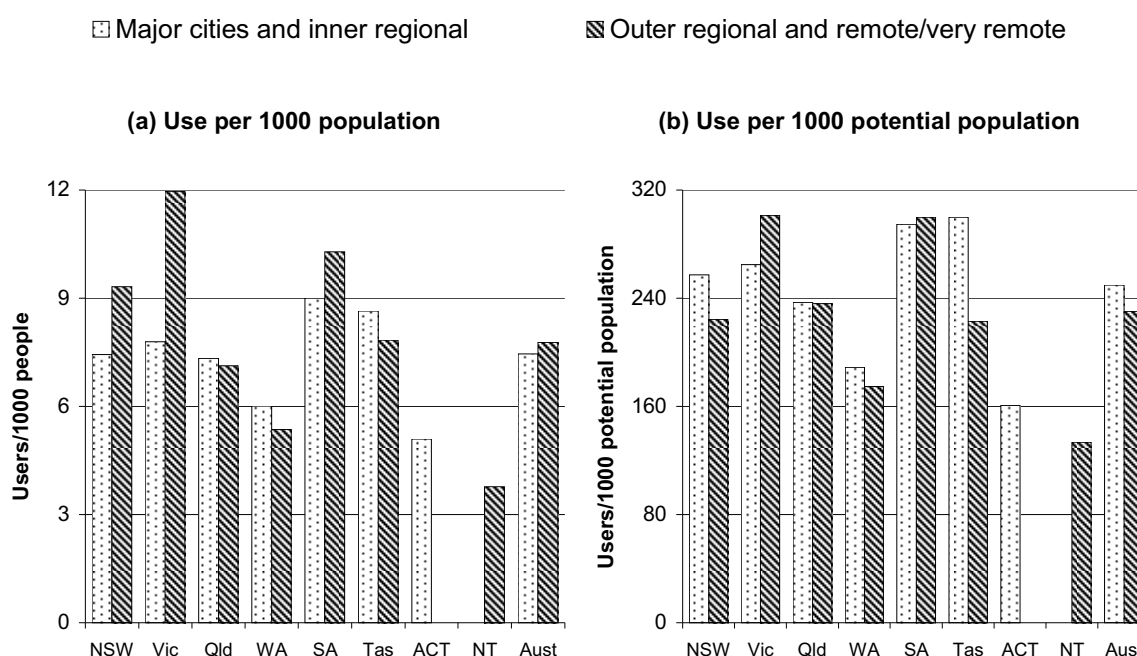 Major cities and inner regional
Outer regional and remote/very remote
(a) Use per 1000 population
Users/1000 people
12
9
6
3
0
NSW Vic Qld WA SA Tas ACT NT Aust
(b) Use per 1000 potential population
Users/1000 potential population
320
240
160
80
0
NSW Vic Qld WA SA Tas ACT NT Aus